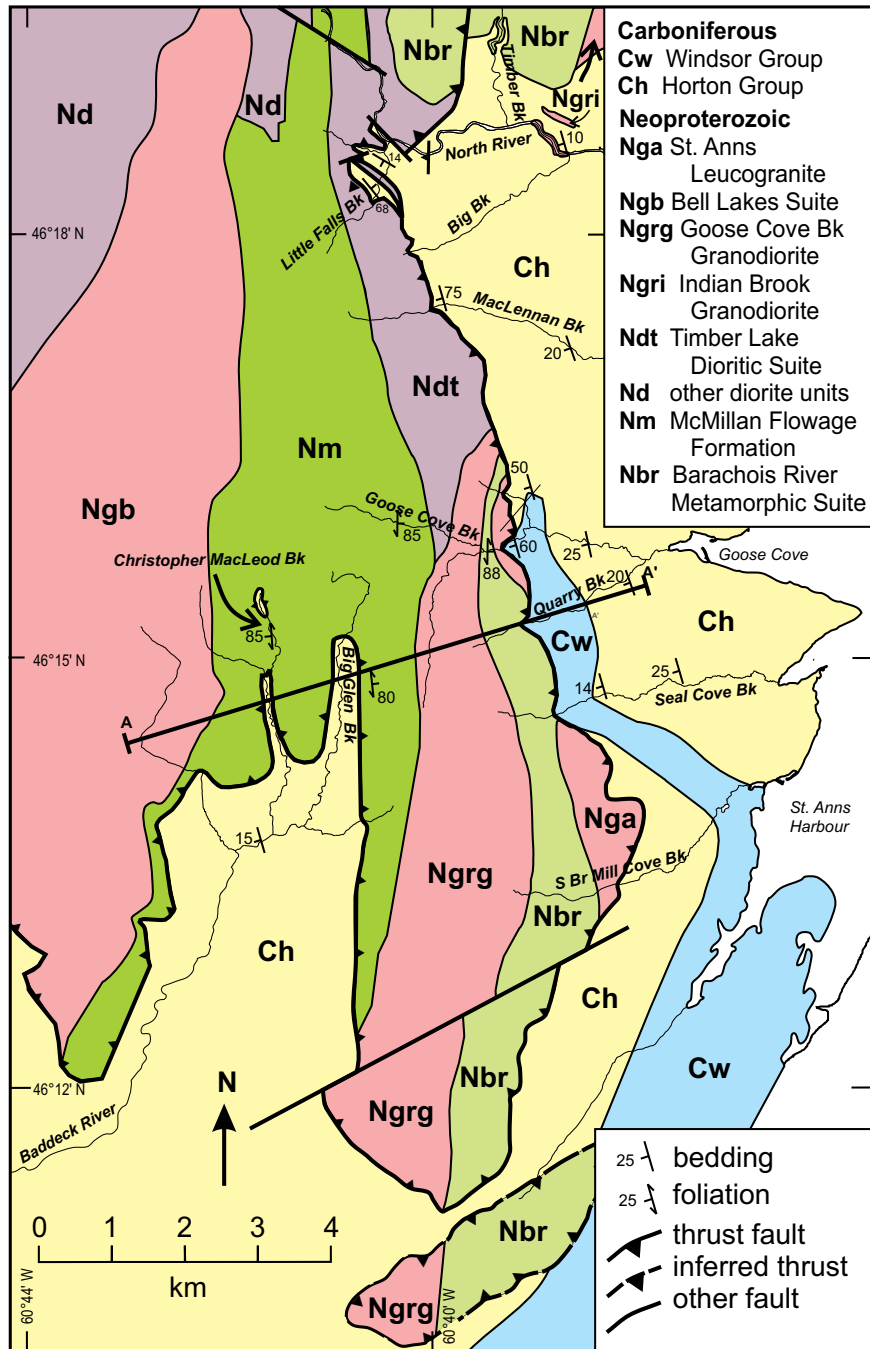 Carboniferous
Cw Windsor Group
Ch Horton Group
Neoproterozoic
Nga St. Anns
Leucogranite
Ngb Bell Lakes Suite
Ngrg Goose Cove Bk
Granodiorite
Ngri Indian Brook
Granodiorite
Ndt Timber Lake
Dioritic Suite
Nd other diorite units
Nm McMillan Flowage
Formation
Nbr Barachois River
Metamorphic Suite
Nbr
Nbr
Timber Bk
Nd
Nd
Ngri
10
North River
14
68
Little Falls Bk
Big Bk
46°18' N
Ch
75
MacLennan Bk
20
Ndt
Nm
50
Ngb
Goose Cove Bk
85
60
25
88
Goose Cove
Christopher MacLeod Bk
20
A'
Quarry Bk
A'
85
Ch
Cw
46°15' N
Big Glen Bk
80
25
14
Seal Cove Bk
A
St. Anns
Harbour
Nga
15
Ngrg
S Br Mill Cove Bk
Nbr
Ch
Ch
Cw
N
46°12' N
Nbr
Ngrg
Baddeck River
0 1 2 3 4
km
Nbr
Ngrg
60°44' W
60°40' W
25 bedding
25 foliation
thrust fault
inferred thrust
other fault